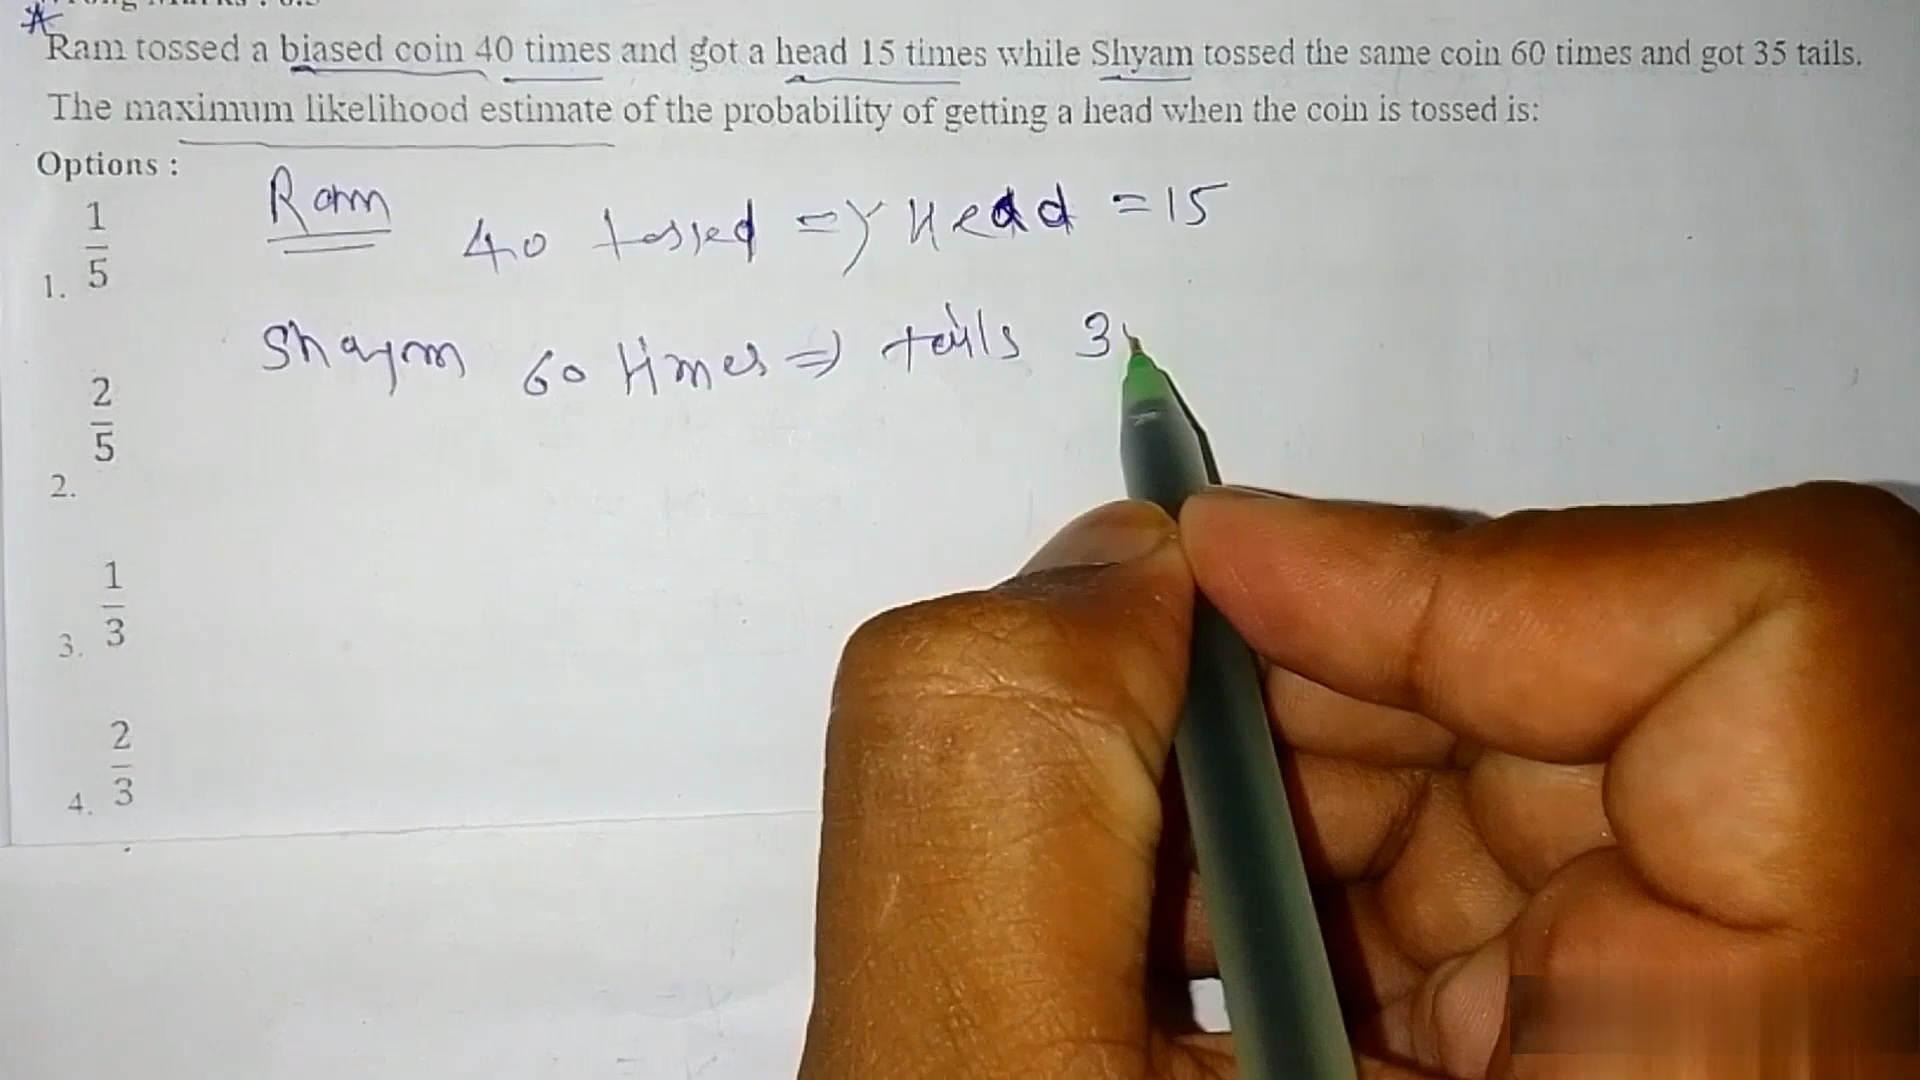 Ram tossed a biased coin 40 times and got a head 15 times while Shyam tossed the same coin 60 times and got 35 tails.
The maximum likelihood estimate of the probability of getting a head when the coin is tossed is:
Options :
1. 1/5
2. 2/5
3. 1/3
4. 2/3
Ram 40 tossed => Head = 15
Shaym 60 times => tails 3